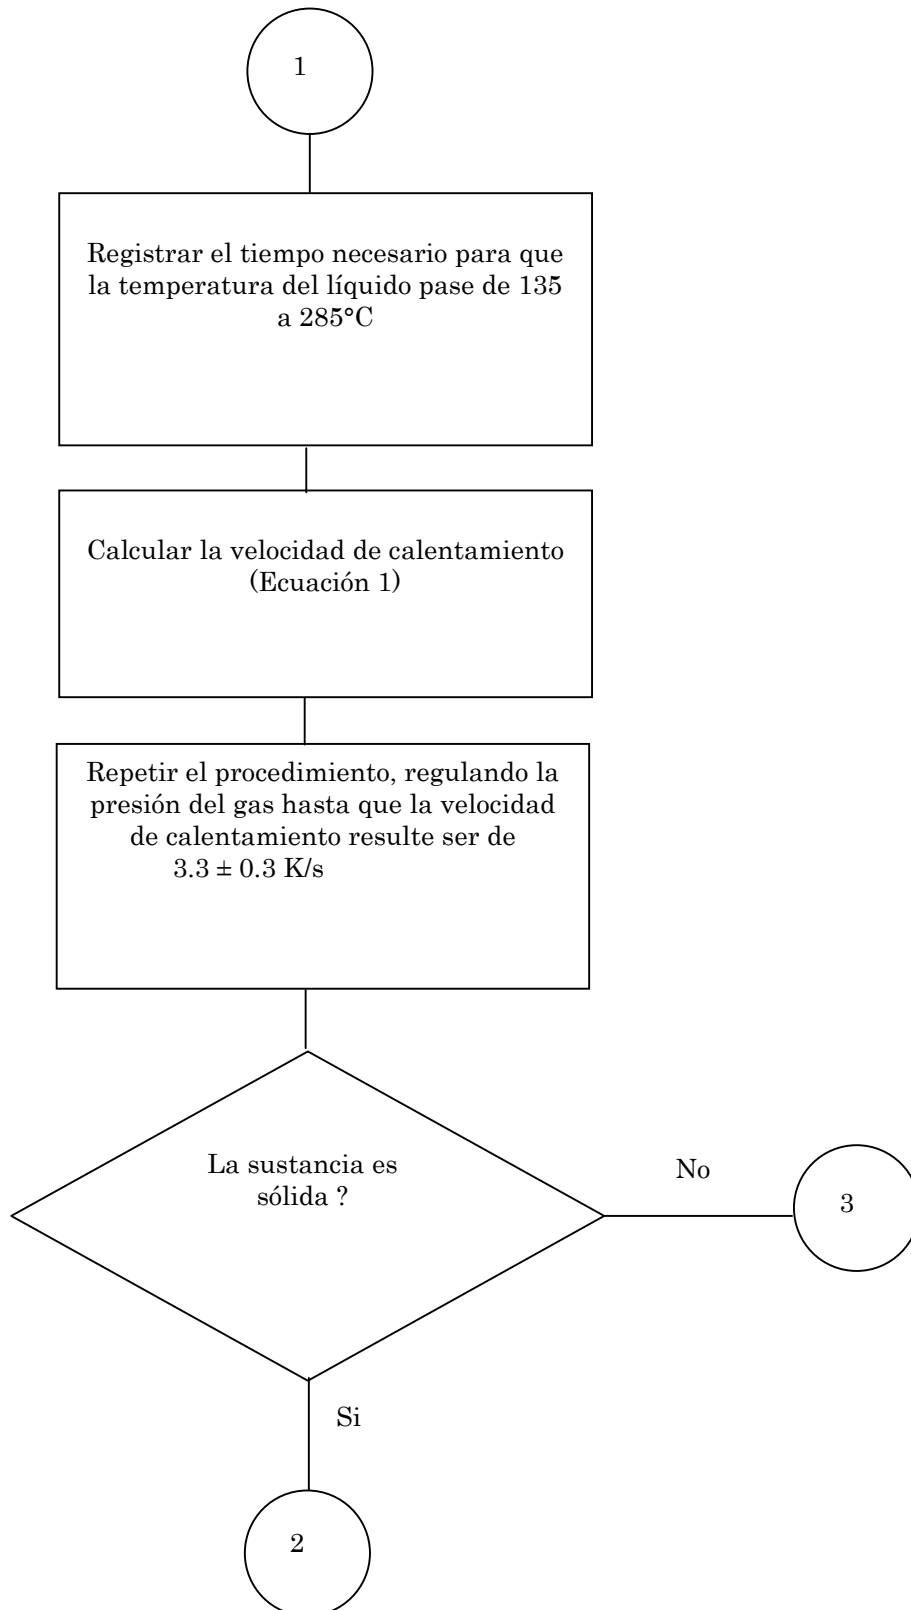 1
Registrar el tiempo necesario para que
la temperatura del líquido pase de 135
a 285°C
Calcular la velocidad de calentamiento
(Ecuación 1)
Repetir el procedimiento, regulando la
presión del gas hasta que la velocidad
de calentamiento resulte ser de
3.3 ± 0.3 K/s
La sustancia es
sólida ?
No
3
Si
2